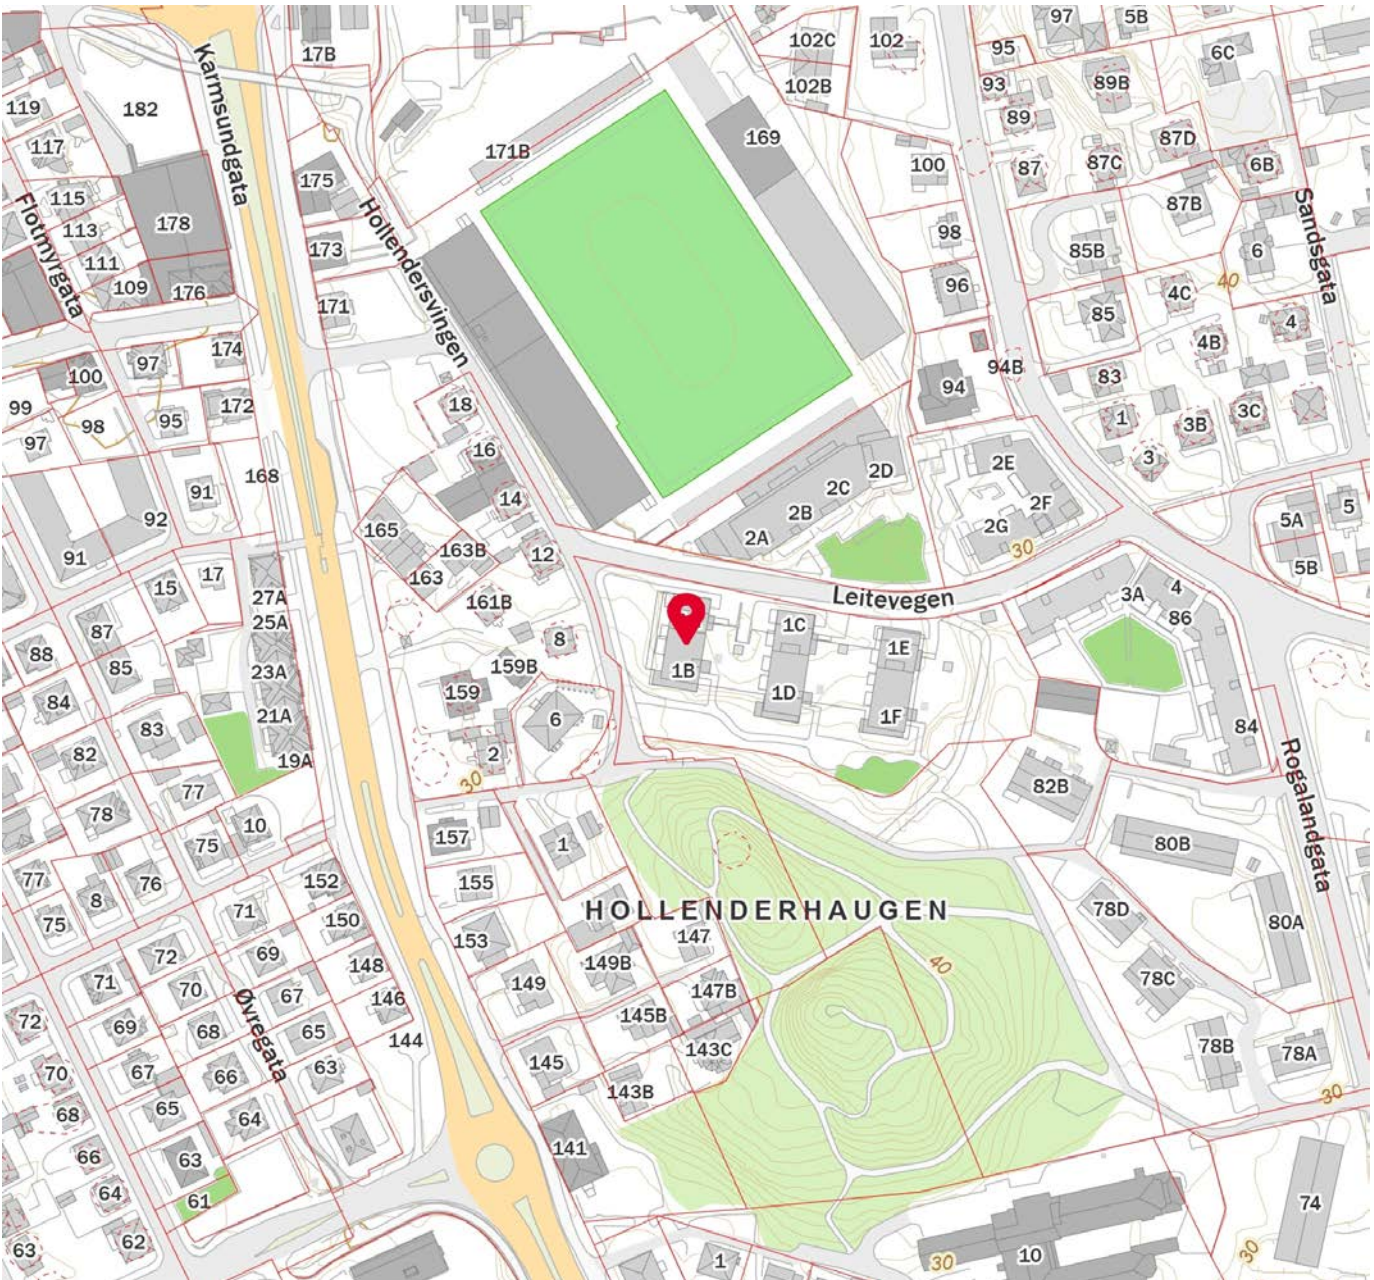 97
5B
102C
102
17B
95
6C
102B
93
89B
119
182
Karmsundgata
89
169
87D
117
171B
100
87
87C
6B
175
115
Flotmyrgata
Hollendersvingen
87B
Sandsgata
178
113
98
173
85B
6
111
109
176
96
4C
40
171
85
4
174
4B
97
100
94B
83
94
99
98
95
172
18
1
3B
3C
97
16
2D
2E
3
168
91
2C
14
2F
92
165
2B
2G
5A
5
163B
12
2A
30
91
17
163
5B
15
27A
161B
Leitevegen
3A
4
25A
86
87
8
1C
88
159B
1E
85
23A
1B
84
159
1D
21A
6
1F
83
84
82
19A
2
Rogalandgata
30
82B
77
78
10
157
1
80B
75
77
76
152
155
8
HOLLENDERHAUGEN
78D
71
150
75
80A
153
147
72
69
148
149B
40
71
70
67
149
147B
78C
146
Øvregata
72
69
68
65
145B
144
143C
78B
78A
70
67
66
63
145
143B
30
68
65
64
66
63
141
64
61
74
62
63
1
30
10
30